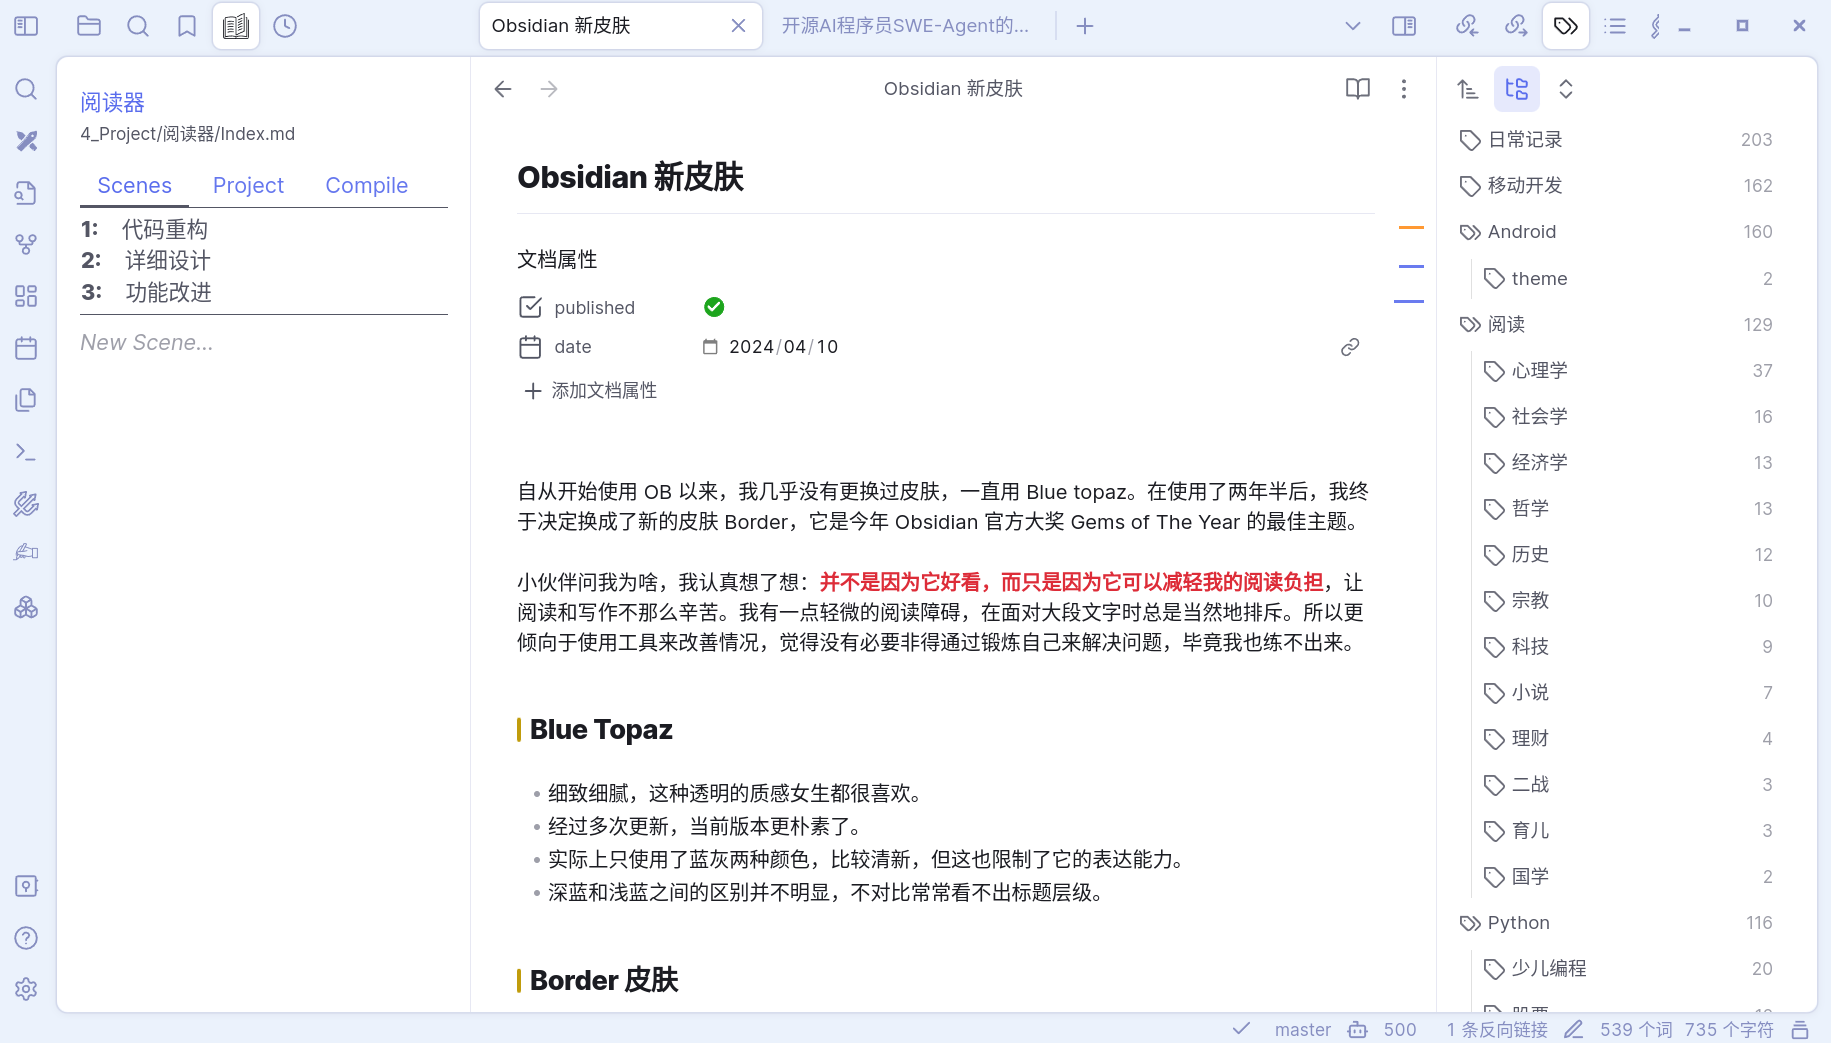 Obsidian 新皮肤
开源AI程序员SWE-Agent的...
阅读器
4_Project/阅读器/Index.md
Scenes Project Compile
1: 代码重构
2: 详细设计
3: 功能改进
New Scene...
Obsidian 新皮肤
Obsidian 新皮肤
文档属性
published
date 2024/04/10
添加文档属性
自从开始使用 OB 以来，我几乎没有更换过皮肤，一直用 Blue topaz。在使用了两年半后，我终
于决定换成了新的皮肤 Border，它是今年 Obsidian 官方大奖 Gems of The Year 的最佳主题。
小伙伴问我为啥，我认真想了想：并不是因为它好看，而只是因为它可以减轻我的阅读负担，让
阅读和写作不那么辛苦。我有一点轻微的阅读障碍，在面对大段文字时总是当然地排斥。所以更
倾向于使用工具来改善情况，觉得没有必要非得通过锻炼自己来解决问题，毕竟我也练不出来。
Blue Topaz
细致细腻，这种透明的质感女生都很喜欢。
经过多次更新，当前版本更朴素了。
实际上只使用了蓝灰两种颜色，比较清新，但这也限制了它的表达能力。
深蓝和浅蓝之间的区别并不明显，不对比常常看不出标题层级。
Border 皮肤
日常记录 203
移动开发 162
Android 160
theme 2
阅读 129
心理学 37
社会学 16
经济学 13
哲学 13
历史 12
宗教 10
科技 9
小说 7
理财 4
二战 3
育儿 3
国学 2
Python 116
少儿编程 20
master 500 1 条反向链接 539 个词 735 个字符